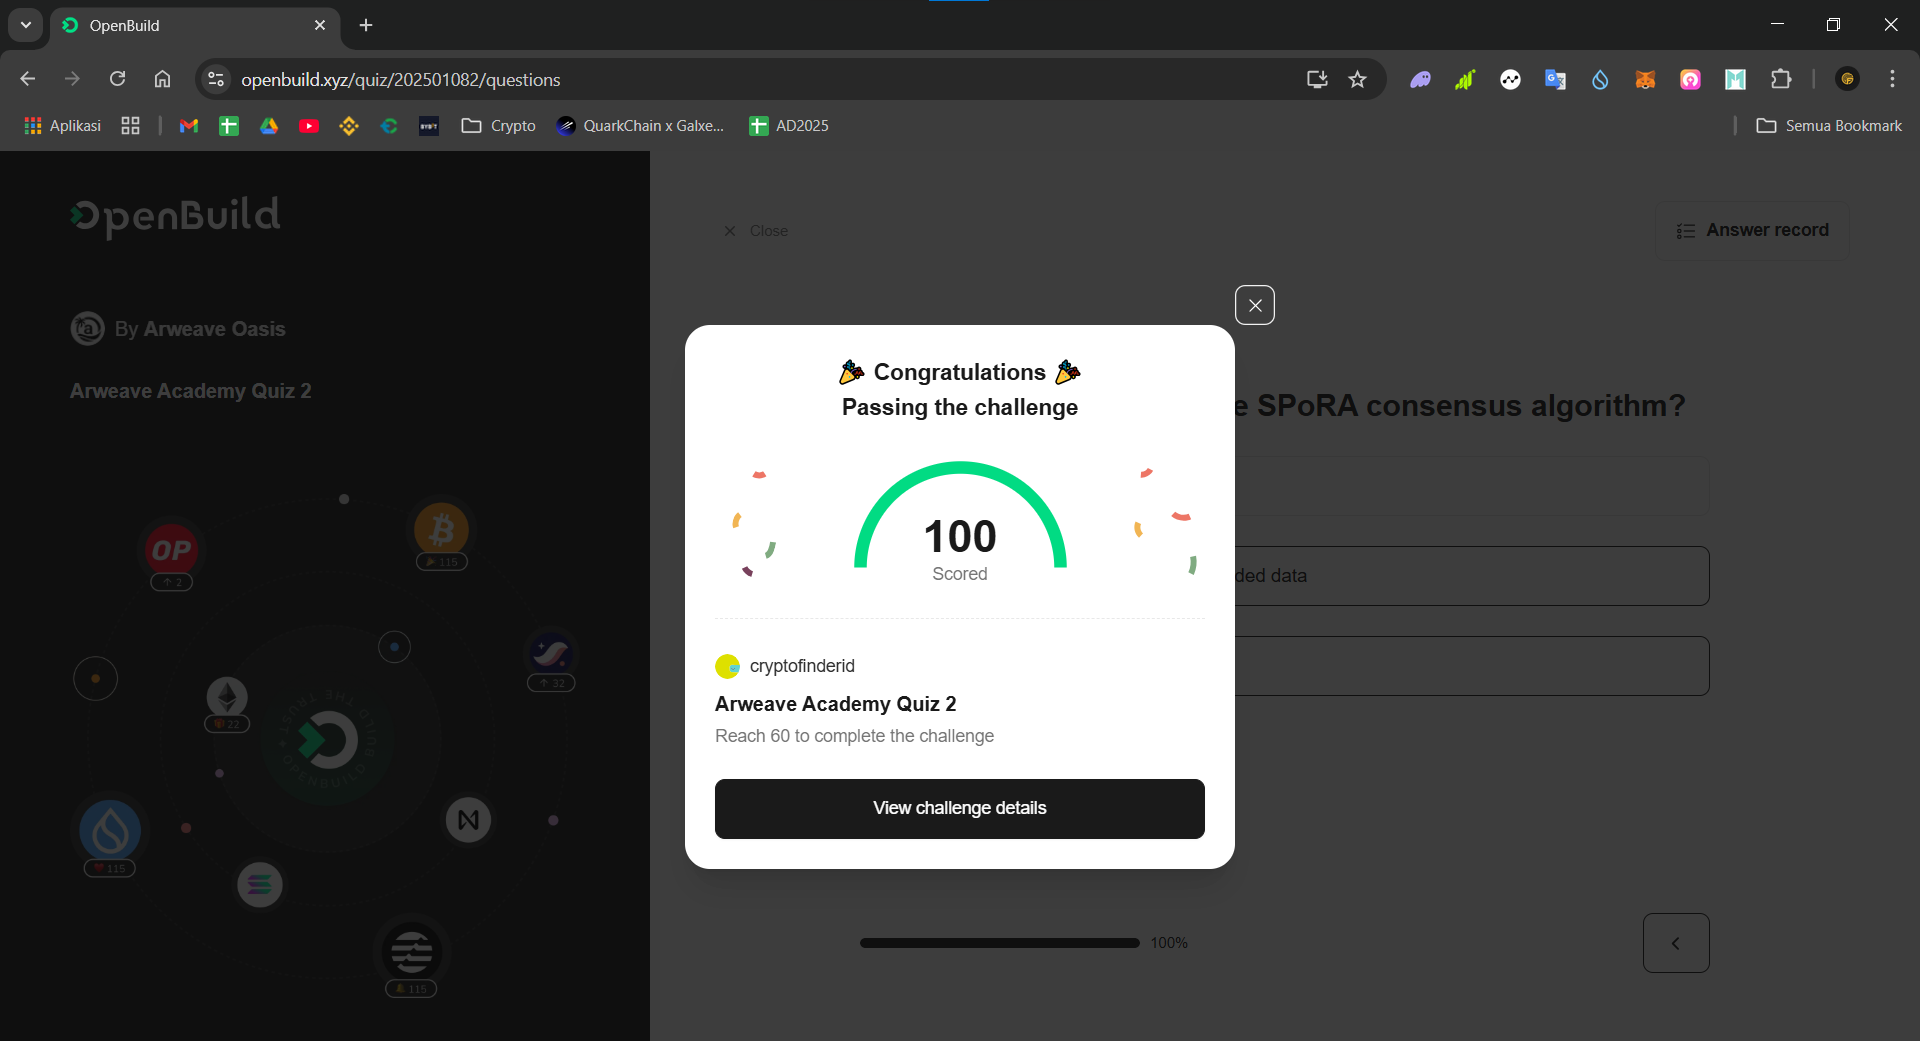 OpenBuild
openbuild.xyz/quiz/202501082/questions
Aplikasi
Crypto
QuarkChain x Galxe...
AD2025
Semua Bookmark
OpenBuild
By Arweave Oasis
Arweave Academy Quiz 2
OP
2
115
32
22
115
115
Close
Answer record
e SPoRA consensus algorithm?
ded data
Congratulations
Passing the challenge
100
Scored
cryptofinderid
Arweave Academy Quiz 2
Reach 60 to complete the challenge
View challenge details
100%